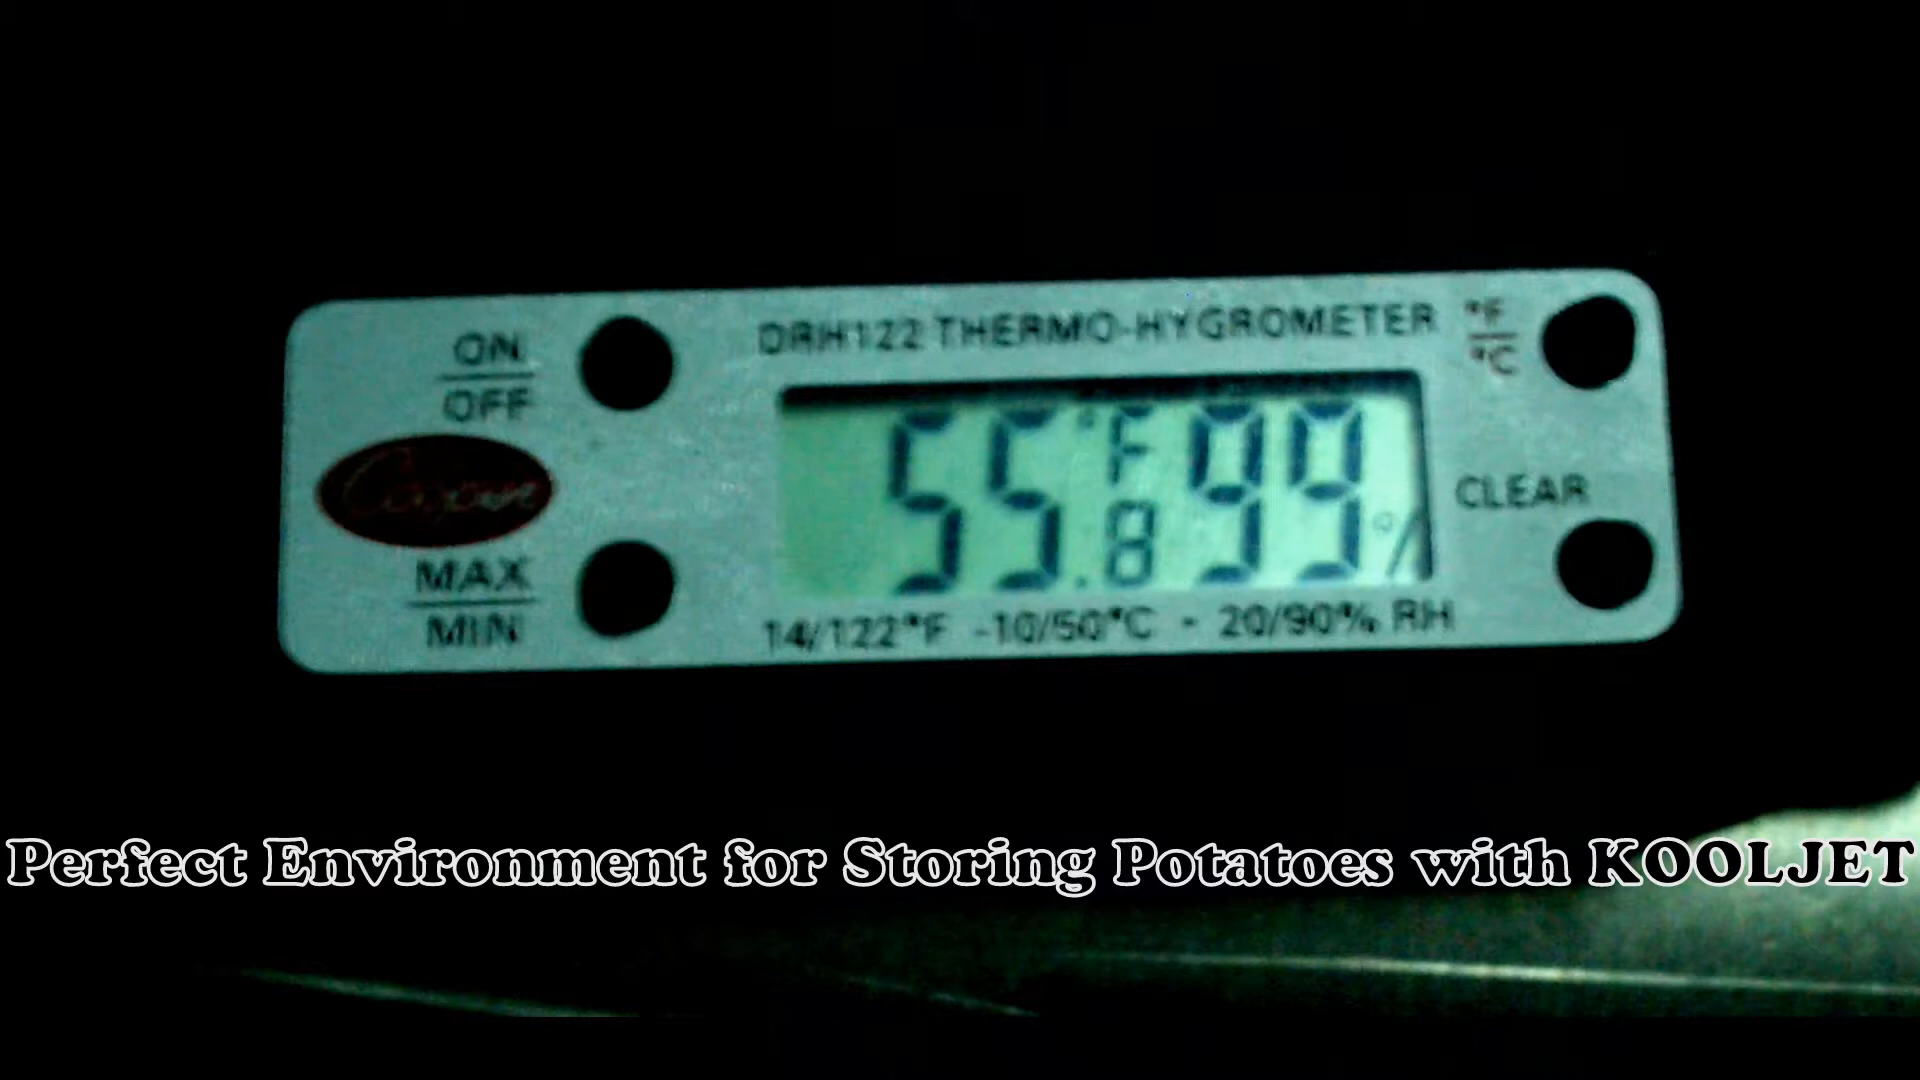 DRH122 THERMO-HYGROMETER
ON
OFF
°F
°C
Cooper
55.8 °F 99 %
CLEAR
MAX
MIN
14/122°F -10/50°C - 20/90% RH
Perfect Environment for Storing Potatoes with KOOLJET